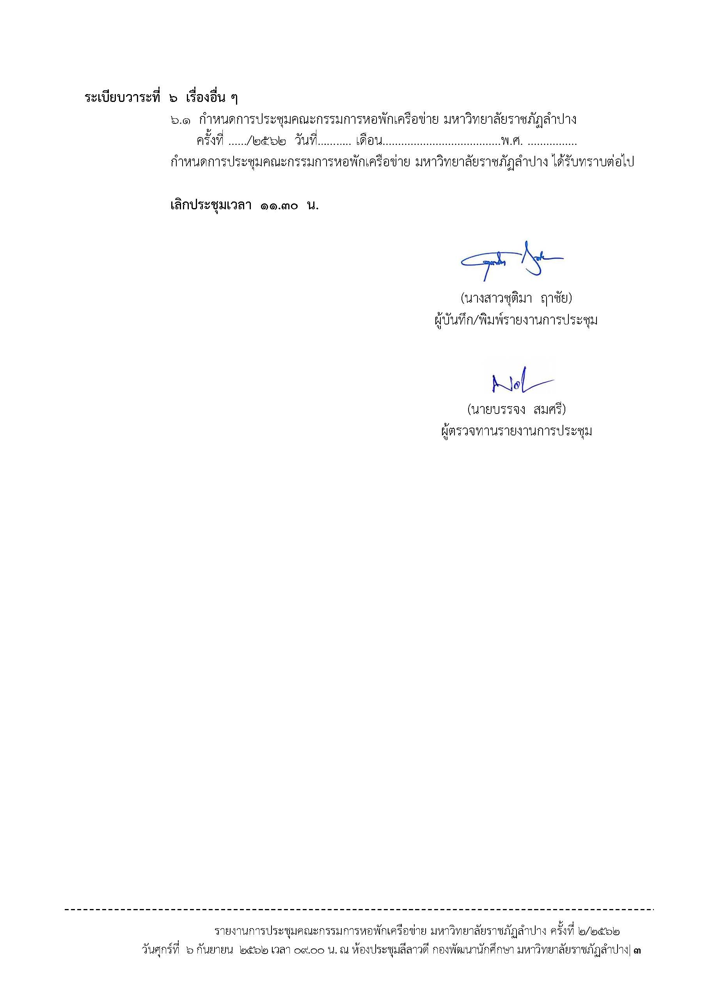 ระเบียบวาระที่ ๖ เรื่องอื่น ๆ
๖.๑ กำหนดการประชุมคณะกรรมการหอพักเครือข่าย มหาวิทยาลัยราชภัฏลำปาง
ครั้งที่ ....../๒๕๖๒ วันที่........... เดือน......................................พ.ศ. ................
กำหนดการประชุมคณะกรรมการหอพักเครือข่าย มหาวิทยาลัยราชภัฏลำปาง ได้รับทราบต่อไป
เลิกประชุมเวลา ๑๑.๓๐ น.
(นางสาวชุติมา ฤาชัย)
ผู้บันทึก/พิมพ์รายงานการประชุม
(นายบรรจง สมศรี)
ผู้ตรวจทานรายงานการประชุม
รายงานการประชุมคณะกรรมการหอพักเครือข่าย มหาวิทยาลัยราชภัฏลำปาง ครั้งที่ ๒/๒๕๖๒
วันศุกร์ที่ ๖ กันยายน ๒๕๖๒ เวลา ๐๙.๐๐ น. ณ ห้องประชุมลีลาวดี กองพัฒนานักศึกษา มหาวิทยาลัยราชภัฏลำปาง| ๓